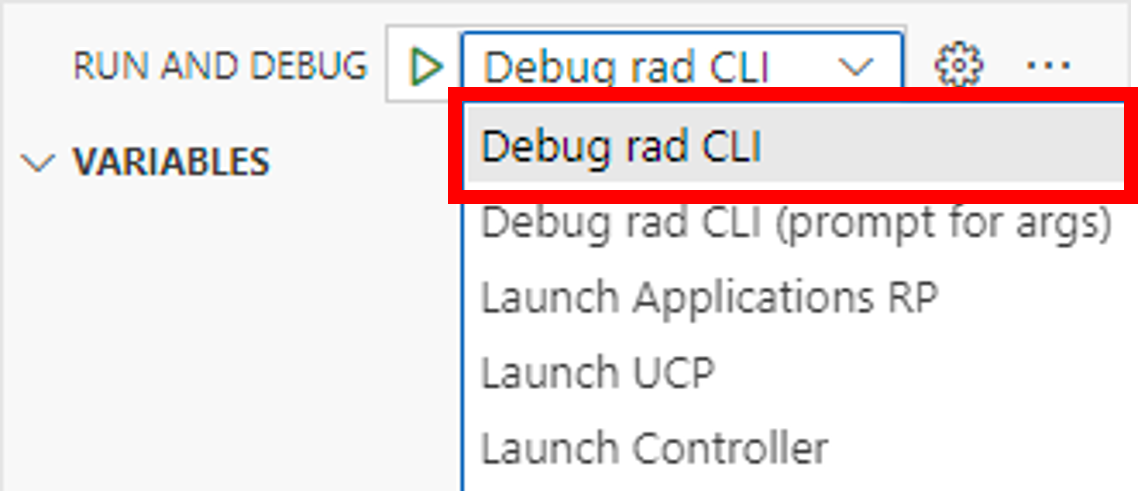 RUN AND DEBUG Debug rad CLI ...
Debug rad CLI
VARIABLES
Debug rad CLI (prompt for args)
Launch Applications RP
Launch UCP
Launch Controller